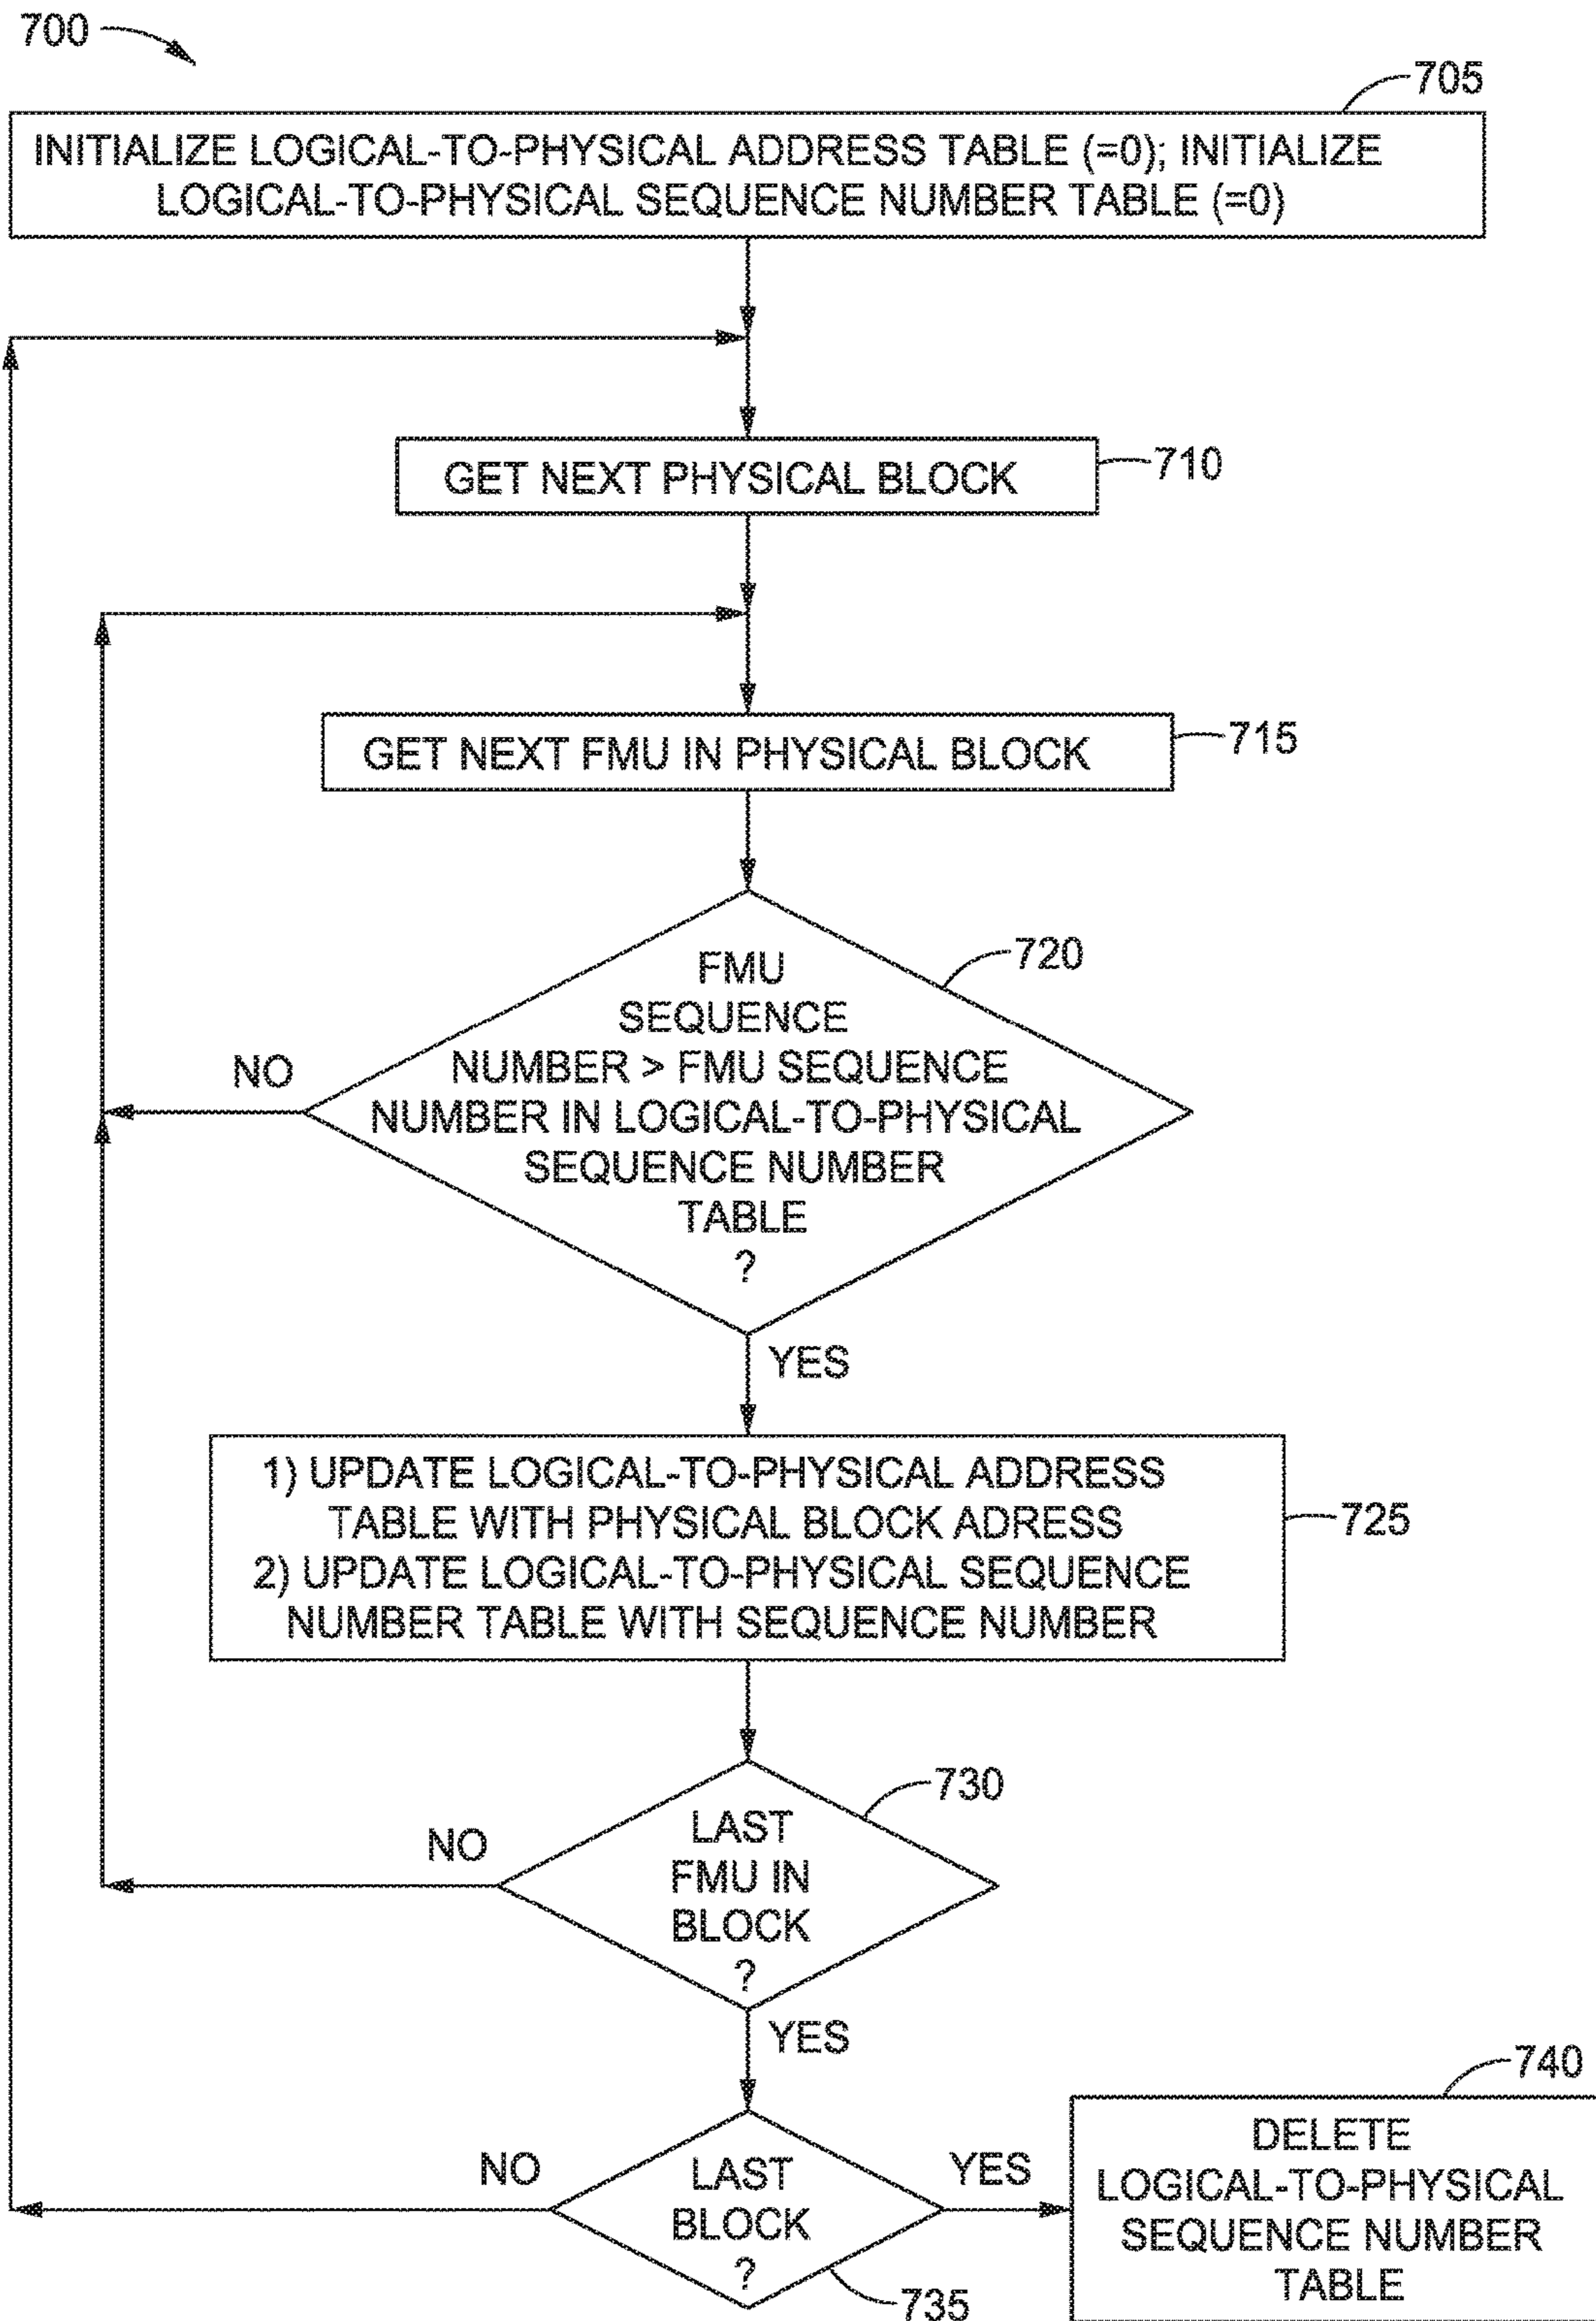 700
705
INITIALIZE LOGICAL-TO-PHYSICAL ADDRESS TABLE (=0); INITIALIZE
LOGICAL-TO-PHYSICAL SEQUENCE NUMBER TABLE (=0)
GET NEXT PHYSICAL BLOCK
710
GET NEXT FMU IN PHYSICAL BLOCK
715
720
FMU
SEQUENCE
NUMBER > FMU SEQUENCE
NUMBER IN LOGICAL-TO-PHYSICAL
SEQUENCE NUMBER
TABLE
?
NO
YES
1) UPDATE LOGICAL-TO-PHYSICAL ADDRESS
TABLE WITH PHYSICAL BLOCK ADRESS
2) UPDATE LOGICAL-TO-PHYSICAL SEQUENCE
NUMBER TABLE WITH SEQUENCE NUMBER
725
730
LAST
FMU IN
BLOCK
?
NO
YES
LAST
BLOCK
?
NO
YES
735
740
DELETE
LOGICAL-TO-PHYSICAL
SEQUENCE NUMBER
TABLE